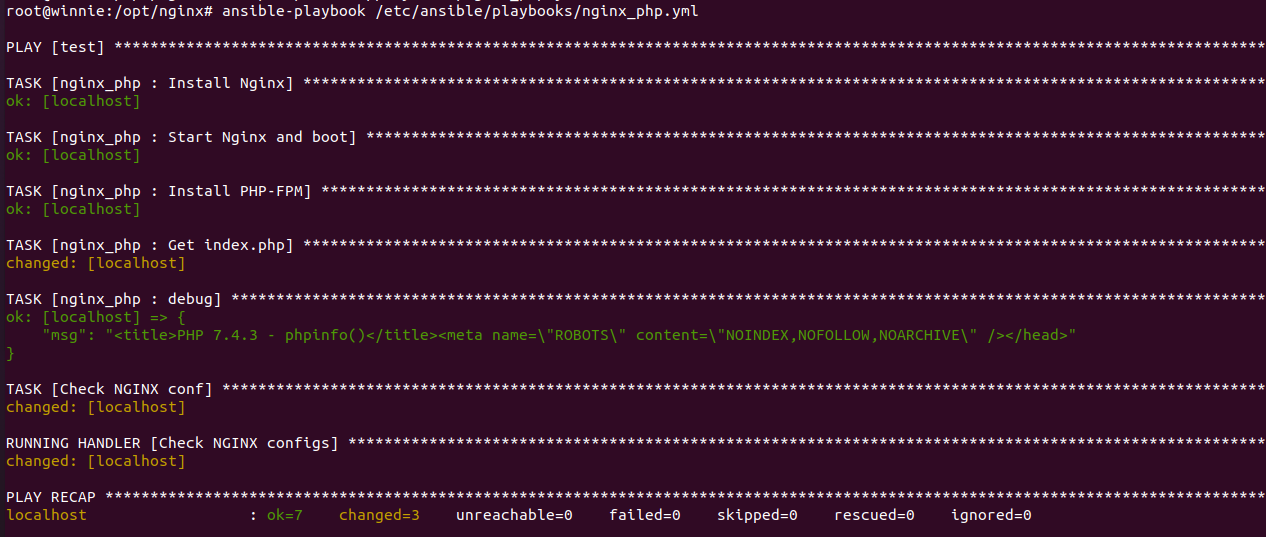 root@winnie:/opt/nginx# ansible-playbook /etc/ansible/playbooks/nginx_php.yml
PLAY [test] ********************************************************************************************************************************
TASK [nginx_php : Install Nginx] ***********************************************************************************************************
ok: [localhost]
TASK [nginx_php : Start Nginx and boot] ****************************************************************************************************
ok: [localhost]
TASK [nginx_php : Install PHP-FPM] *********************************************************************************************************
ok: [localhost]
TASK [nginx_php : Get index.php] ***********************************************************************************************************
changed: [localhost]
TASK [nginx_php : debug] *******************************************************************************************************************
ok: [localhost] => {
    "msg": "<title>PHP 7.4.3 - phpinfo()</title><meta name=\"ROBOTS\" content=\"NOINDEX,NOFOLLOW,NOARCHIVE\" /></head>"
}
TASK [Check NGINX conf] ********************************************************************************************************************
changed: [localhost]
RUNNING HANDLER [Check NGINX configs] ******************************************************************************************************
changed: [localhost]
PLAY RECAP *********************************************************************************************************************************
localhost                  : ok=7    changed=3    unreachable=0    failed=0    skipped=0    rescued=0    ignored=0